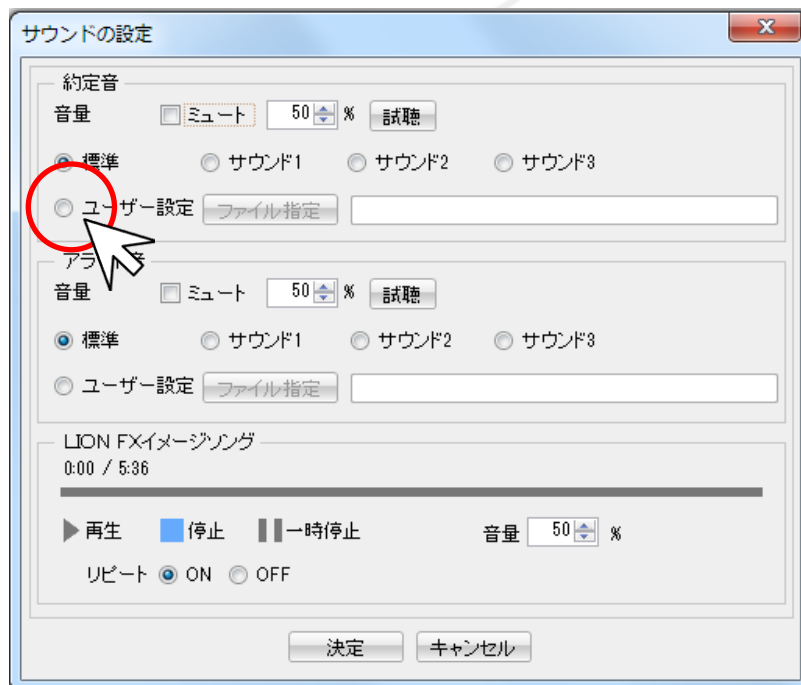 サウンドの設定
約定音
音量 ミュート 50 % 試聴
標準 サウンド1 サウンド2 サウンド3
ユーザー設定 ファイル指定
アラ 音
音量 ミュート 50 % 試聴
標準 サウンド1 サウンド2 サウンド3
ユーザー設定 ファイル指定
LION FXイメージソング
0:00 / 5:36
再生 停止 一時停止 音量 50 %
リピート ON OFF
決定 キャンセル